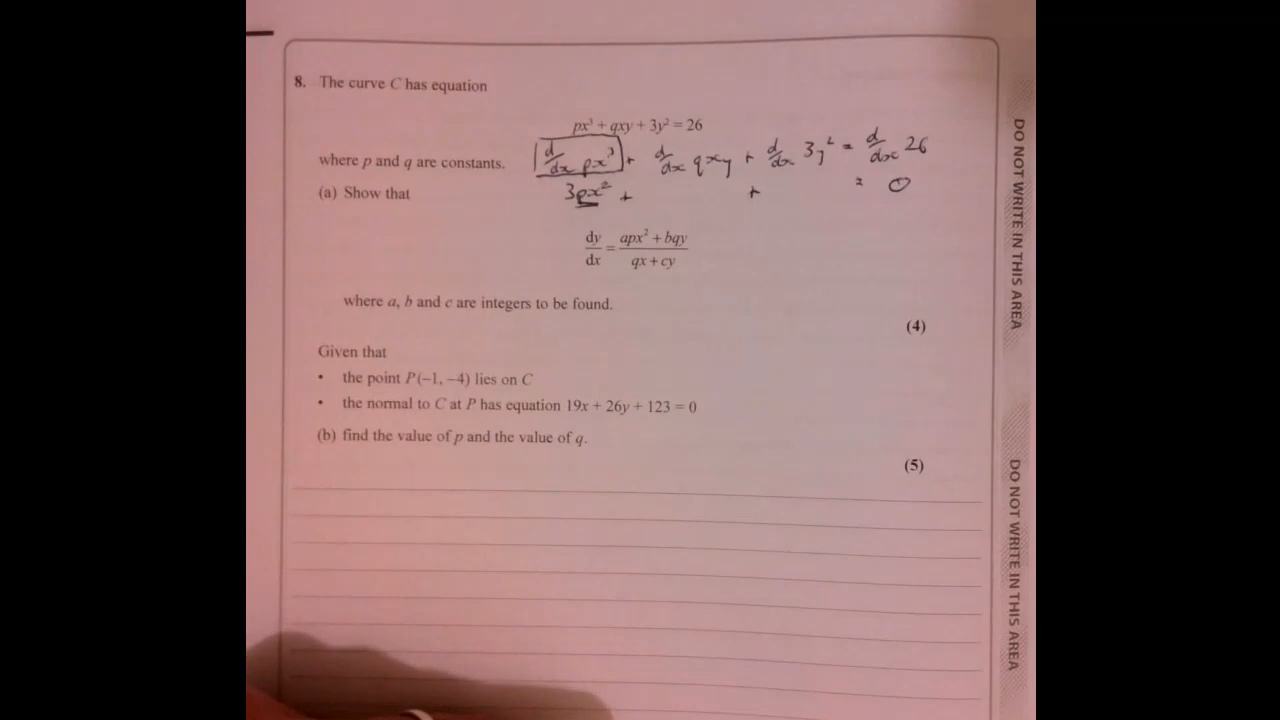 8. The curve C has equation
px³ + qxy + 3y² = 26
where p and q are constants.
d/dx px³ + d/dx qxy + d/dx 3y² = d/dx 26
(a) Show that
3px² + + = 0
dy/dx = (apx² + bqy)/(qx + cy)
where a, b and c are integers to be found.
(4)
Given that
• the point P(−1, −4) lies on C
• the normal to C at P has equation 19x + 26y + 123 = 0
(b) find the value of p and the value of q.
(5)
DO NOT WRITE IN THIS AREA
DO NOT WRITE IN THIS AREA